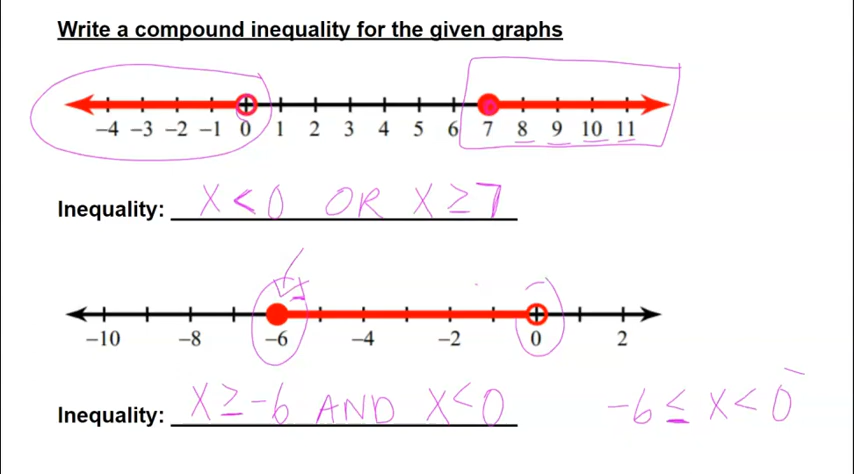 Write a compound inequality for the given graphs
−4 −3 −2 −1 0 1 2 3 4 5 6 7 8 9 10 11
Inequality: X < 0 OR X ≥ 7
−10 −8 −6 −4 −2 0 2
Inequality: X ≥ -6 AND X < 0 -6 ≤ X < 0